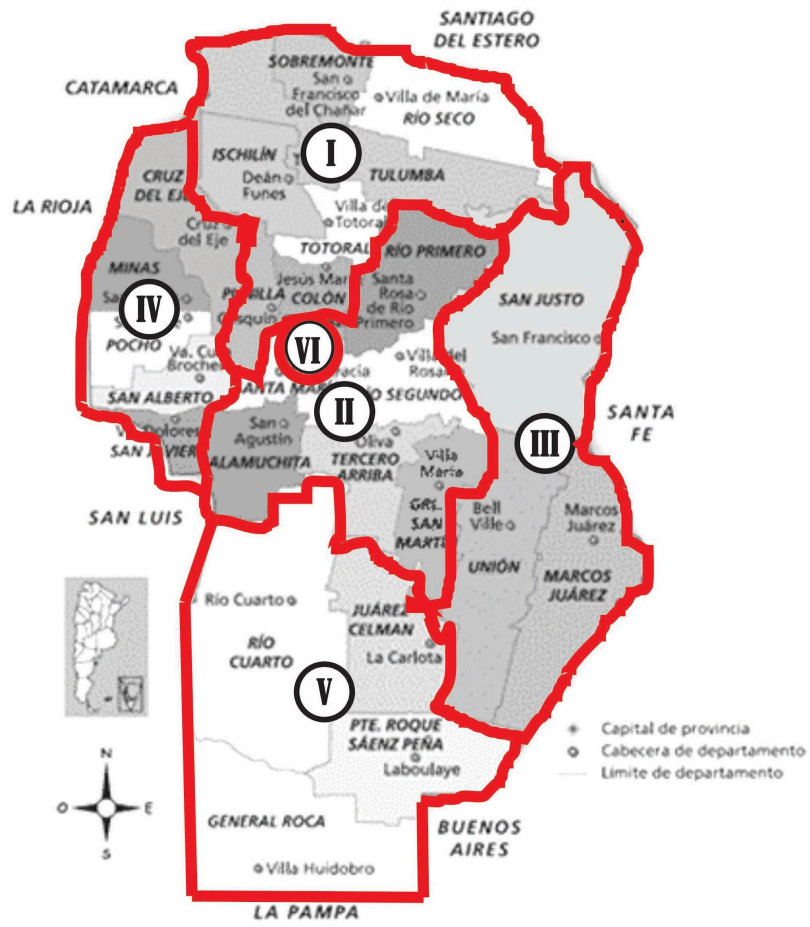 SANTIAGO
DEL ESTERO
SOBREMONTE
San
Francisco
del Chañar
CATAMARCA
Villa de María
RÍO SECO
I
ISCHILÍN
CRUZ
DEL EJE
Deán
Funes
TULUMBA
LA RIOJA
Villa de
Totoral
Cruz
del Eje
TOTORAL
RÍO PRIMERO
MINAS
Jesús
COLÓN
Santa
Rosa
de Río
Primero
SAN JUSTO
IV
San Francisco
POCHO
VI
Villa del
SAN ALBERTO
SEGUNDO
II
SANTA
FE
San
Agustín
Oliva
TERCERO
ARRIBA
III
Villa
María
SAN LUIS
SAN
Bell
Ville
Marcos
Juárez
UNIÓN
MARCOS
JUÁREZ
Río Cuarto
JUÁREZ
CELMAN
RÍO
CUARTO
La Carlota
V
PTE. ROQUE
SÁENZ PEÑA
Laboulaye
Capital de provincia
Cabecera de departamento
Límite de departamento
N
O
E
S
GENERAL ROCA
BUENOS
AIRES
Villa Huidobro
LA PAMPA